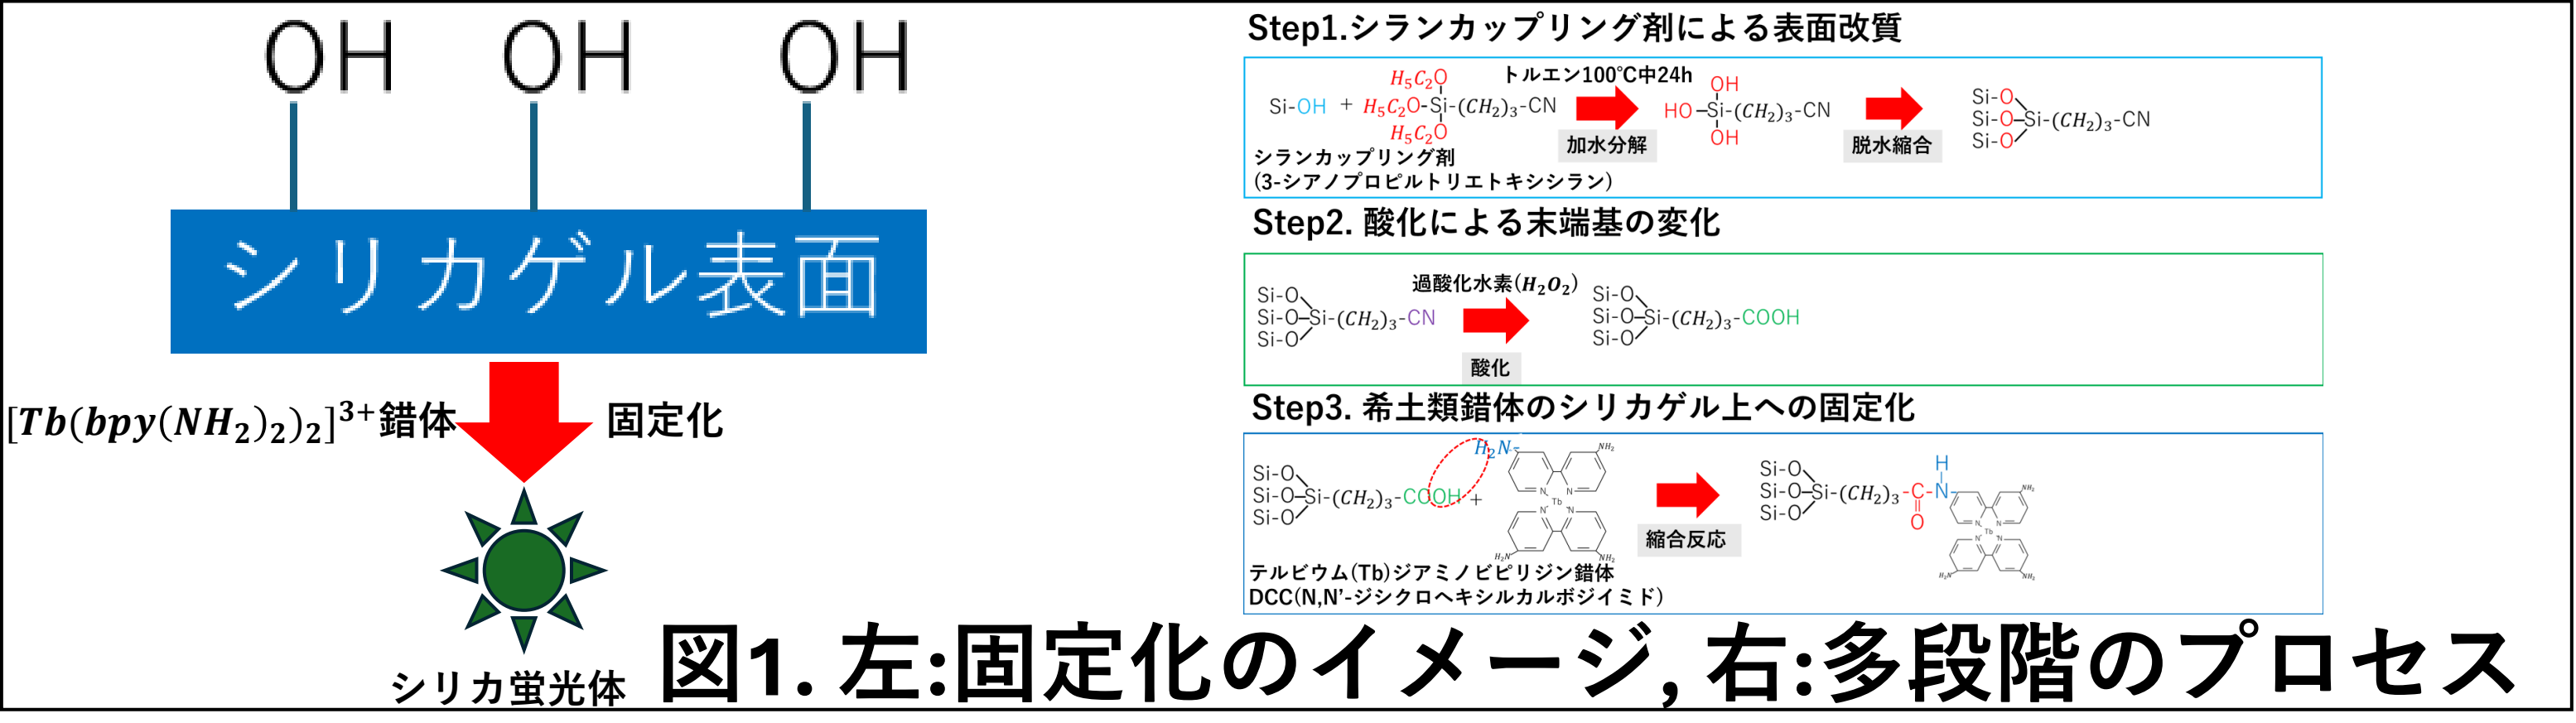 OH OH OH
シリカゲル表面
[Tb(bpy(NH₂)₂)₂]³⁺錯体 固定化
シリカ蛍光体
Step1.シランカップリング剤による表面改質
トルエン100℃中24h
Si-OH + H₅C₂O H₅C₂O-Si-(CH₂)₃-CN H₅C₂O
加水分解
OH HO-Si-(CH₂)₃-CN OH
脱水縮合
Si-O Si-O-Si-(CH₂)₃-CN Si-O
シランカップリング剤
(3-シアノプロピルトリエトキシシラン)
Step2. 酸化による末端基の変化
過酸化水素(H₂O₂)
Si-O Si-O-Si-(CH₂)₃-CN Si-O
酸化
Si-O Si-O-Si-(CH₂)₃-COOH Si-O
Step3. 希土類錯体のシリカゲル上への固定化
Si-O Si-O-Si-(CH₂)₃-COOH Si-O +
H₂N- NH₂
N N
Tb
N N
H₂N NH₂
縮合反応
Si-O Si-O-Si-(CH₂)₃-C-N Si-O
H
O
NH₂
N N
Tb
N N
H₂N NH₂
テルビウム(Tb)ジアミノビピリジン錯体
DCC(N,N’-ジシクロヘキシルカルボジイミド)
図1. 左:固定化のイメージ, 右:多段階のプロセス